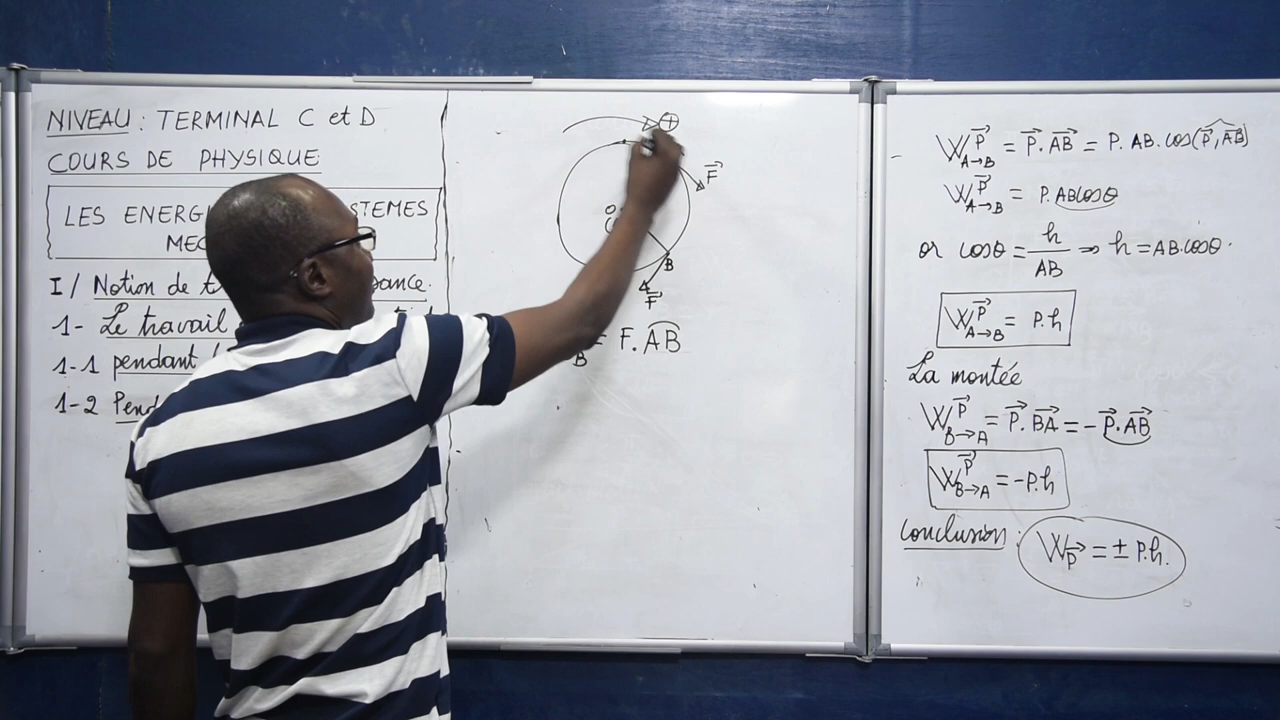 NIVEAU : TERMINAL C et D
COURS DE PHYSIQUE
LES ENERG STEMES
MEC
I/ Notion de t ance.
1- Le travail
1-1 pendant
1-2 Pend
⊕
F⃗
O
B
F⃗
B = F.A͡B
W P⃗ A→B = P⃗.AB⃗ = P. AB. cos(P⃗,AB⃗)
W P⃗ A→B = P.ABcosθ
or cosθ = h/AB ⇒ h = AB.cosθ.
W P⃗ A→B = P.h
La montée
W P⃗ B→A = P⃗.BA⃗ = - P⃗.AB⃗
W P⃗ B→A = -P.h
conclusion :
W P⃗ = ± P.h.